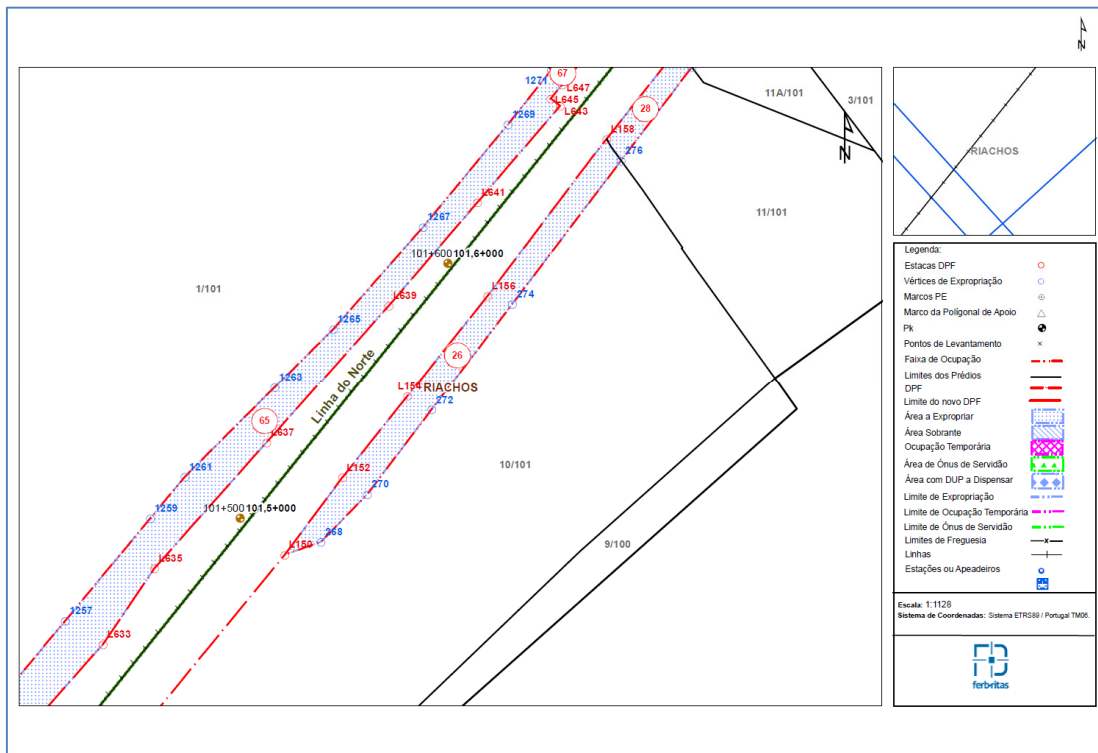 N
1271
67
L647
L645
L643
1269
28
11A/101
3/101
L158
276
N
L641
1267
11/101
101+600 101,6+000
1/101
L156
274
L639
1265
26
Linha do Norte
L154
RIACHOS
1263
272
65
L637
10/101
L152
1261
270
101+500 101,5+000
1259
268
L150
9/100
L635
1257
L633
RIACHOS
Legenda:
Estacas DPF
Vértices de Expropriação
Marcos PE
Marco da Poligonal de Apoio
Pk
Pontos de Levantamento
Faixa de Ocupação
Limites dos Prédios
DPF
Limite do novo DPF
Área a Expropriar
Área Sobrante
Ocupação Temporária
Área de Ónus de Servidão
Área com DUP a Dispensar
Limite de Expropriação
Limite de Ocupação Temporária
Limite de Ónus de Servidão
Limites de Freguesia
Linhas
Estações ou Apeadeiros
Escala: 1:1128
Sistema de Coordenadas: Sistema ETRS89 / Portugal TM06.
ferbritas